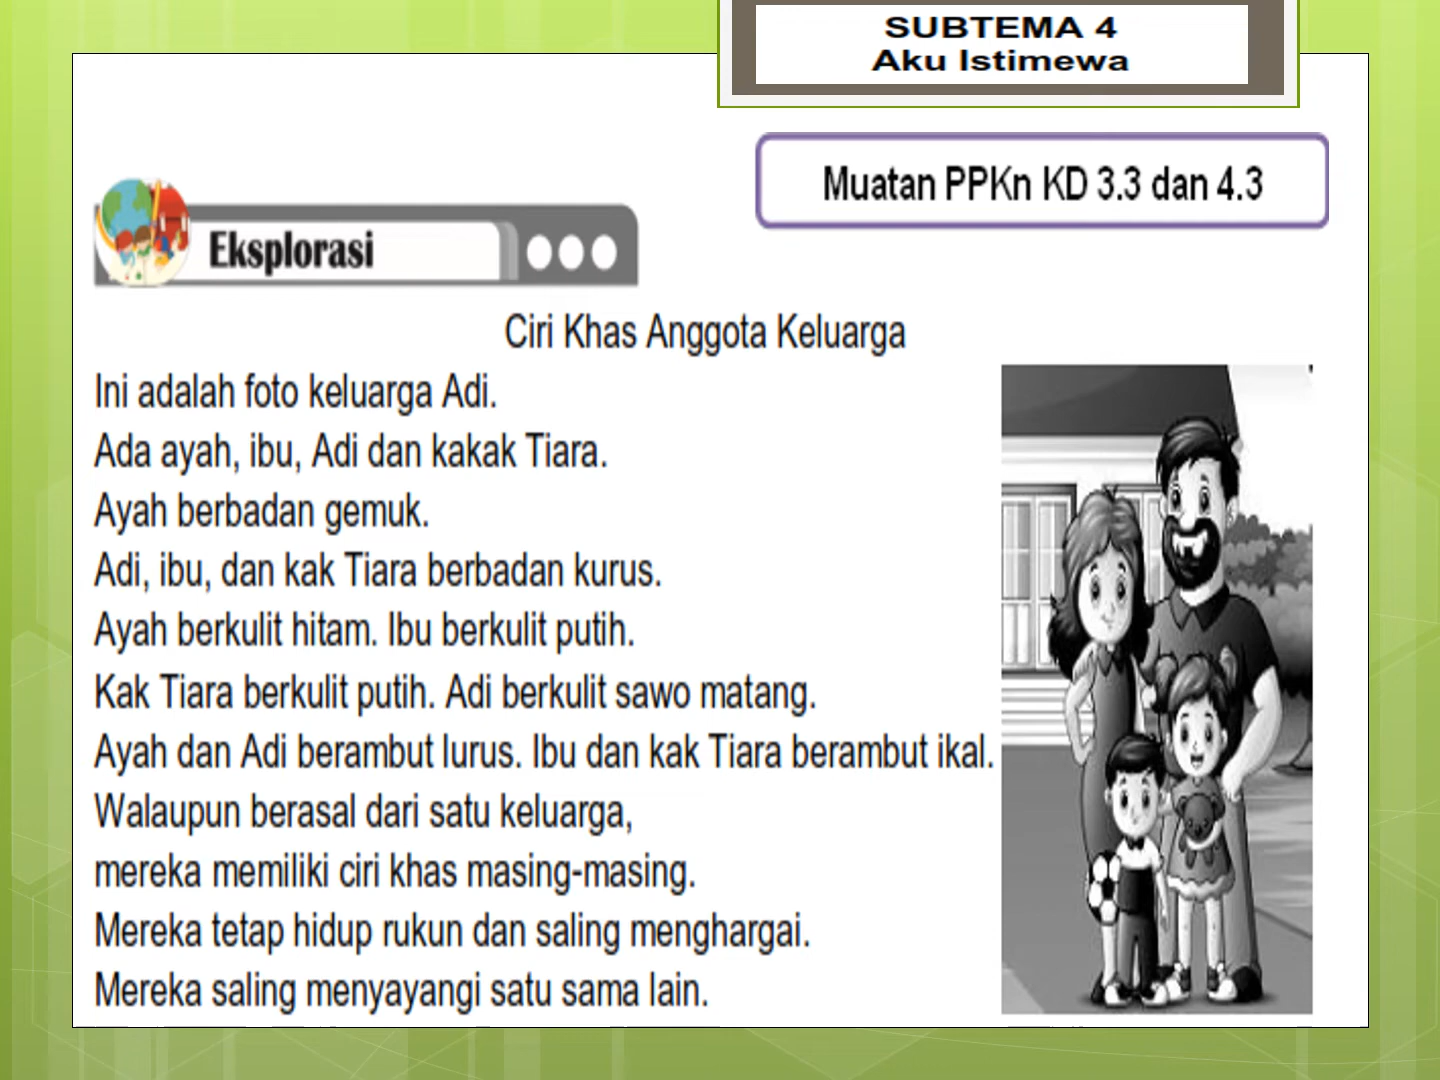 SUBTEMA 4
Aku Istimewa
Muatan PPKn KD 3.3 dan 4.3
Eksplorasi
Ciri Khas Anggota Keluarga
Ini adalah foto keluarga Adi.
Ada ayah, ibu, Adi dan kakak Tiara.
Ayah berbadan gemuk.
Adi, ibu, dan kak Tiara berbadan kurus.
Ayah berkulit hitam. Ibu berkulit putih.
Kak Tiara berkulit putih. Adi berkulit sawo matang.
Ayah dan Adi berambut lurus. Ibu dan kak Tiara berambut ikal.
Walaupun berasal dari satu keluarga,
mereka memiliki ciri khas masing-masing.
Mereka tetap hidup rukun dan saling menghargai.
Mereka saling menyayangi satu sama lain.